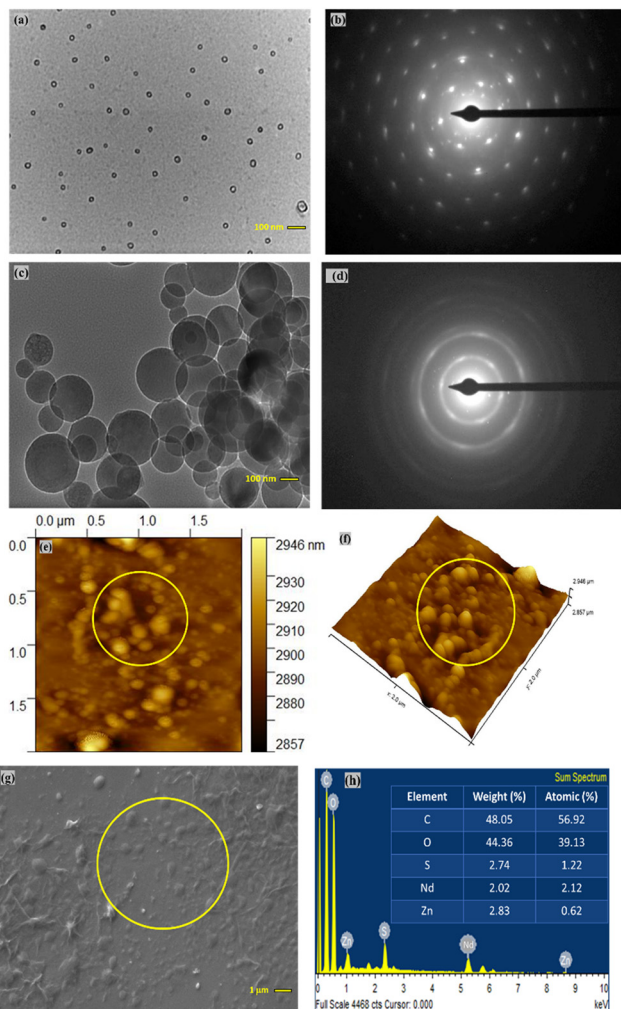 (a)
100 nm
(b)
(c)
100 nm
(d)
0.0 µm 0.5 1.0 1.5
(e)
0.0
0.5
1.0
1.5
2946 nm
2930
2920
2910
2900
2890
2880
2857
(f)
2.946 µm
2.857 µm
x: 2.0 µm
y: 2.0 µm
(g)
1 µm
(h)
Sum Spectrum
Element Weight (%) Atomic (%)
C 48.05 56.92
O 44.36 39.13
S 2.74 1.22
Nd 2.02 2.12
Zn 2.83 0.62
C
O
Zn
S
Nd
Zn
0 1 2 3 4 5 6 7 8 9 10
Full Scale 4468 cts Cursor: 0.000 keV